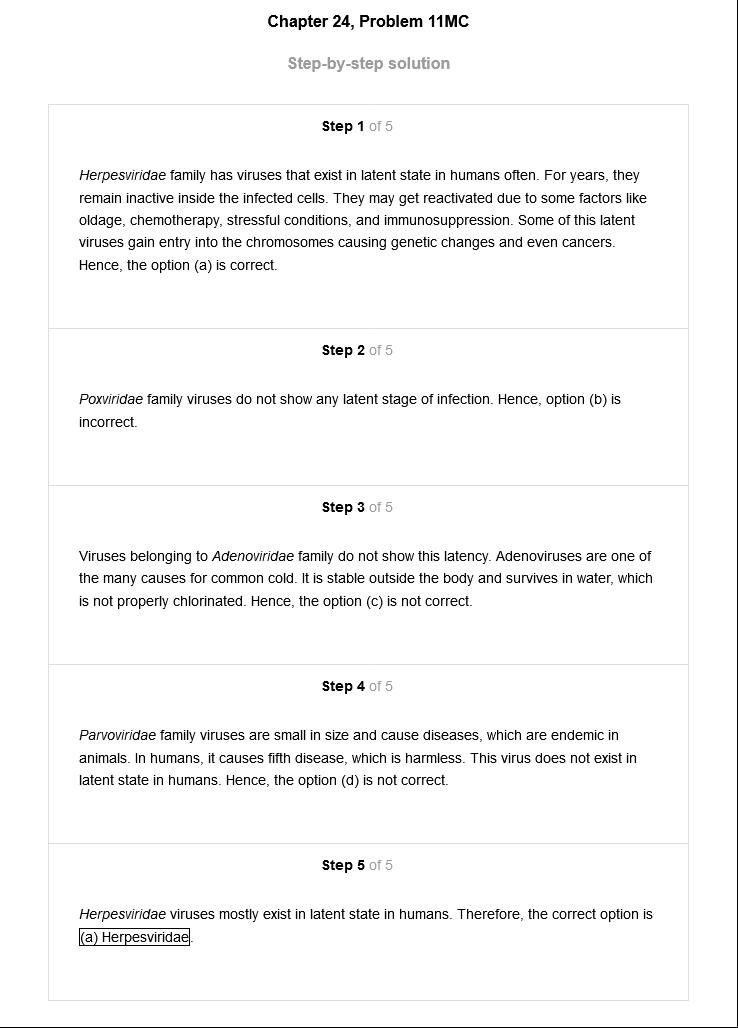 Chapter 24, Problem 11MC
Step-by-step solution
Step 1 of 5
Herpesviridae family has viruses that exist in latent state in humans often. For years, they
remain inactive inside the infected cells. They may get reactivated due to some factors like
oldage, chemotherapy, stressful conditions, and immunosuppression. Some of this latent
viruses gain entry into the chromosomes causing genetic changes and even cancers.
Hence, the option (a) is correct.
Step 2 of 5
Poxviridae family viruses do not show any latent stage of infection. Hence, option (b) is
incorrect.
Step 3 of 5
Viruses belonging to Adenoviridae family do not show this latency. Adenoviruses are one of
the many causes for common cold. It is stable outside the body and survives in water, which
is not properly chlorinated. Hence, the option (c) is not correct.
Step 4 of 5
Parvoviridae family viruses are small in size and cause diseases, which are endemic in
animals. In humans, it causes fifth disease, which is harmless. This virus does not exist in
latent state in humans. Hence, the option (d) is not correct.
Step 5 of 5
Herpesviridae viruses mostly exist in latent state in humans. Therefore, the correct option is
(a) Herpesviridae.